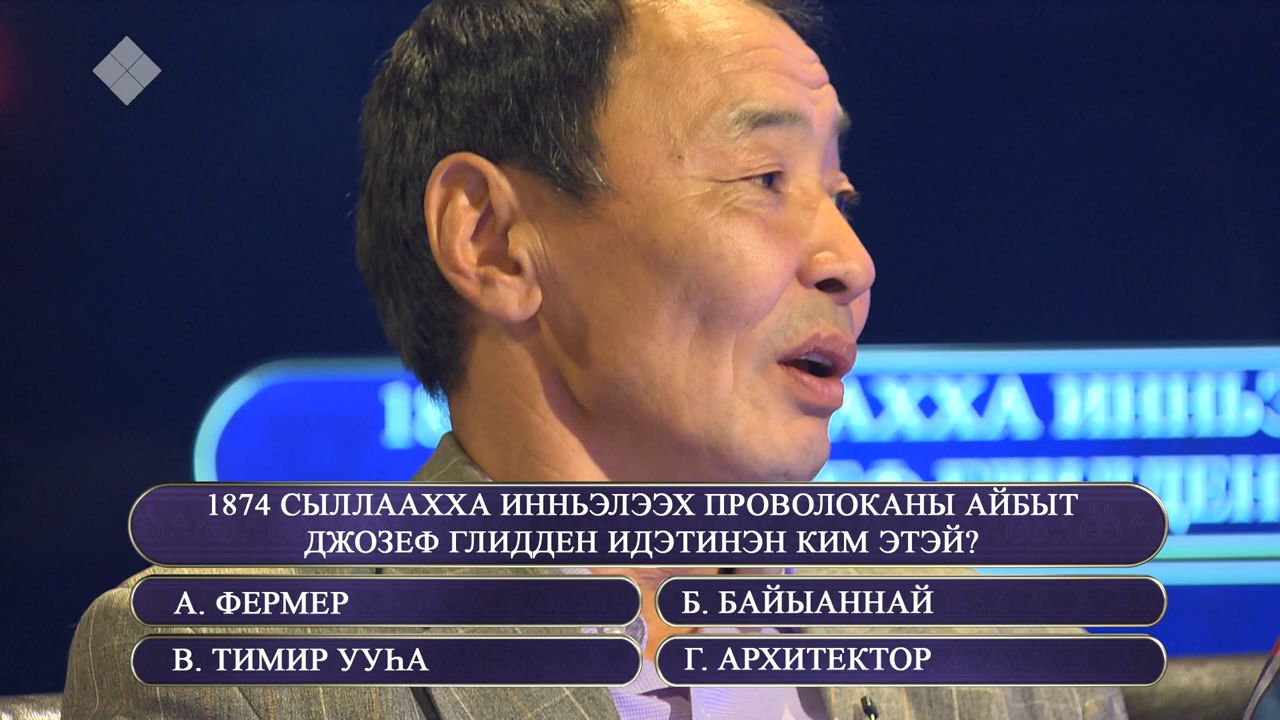 1874 СЫЛЛААХХА ИННЬЭЛЭЭХ ПРОВОЛОКАНЫ АЙБЫТ
ДЖОЗЕФ ГЛИДДЕН ИДЭТИНЭН КИМ ЭТЭЙ?
А. ФЕРМЕР
Б. БАЙЫАННАЙ
В. ТИМИР УУҺА
Г. АРХИТЕКТОР